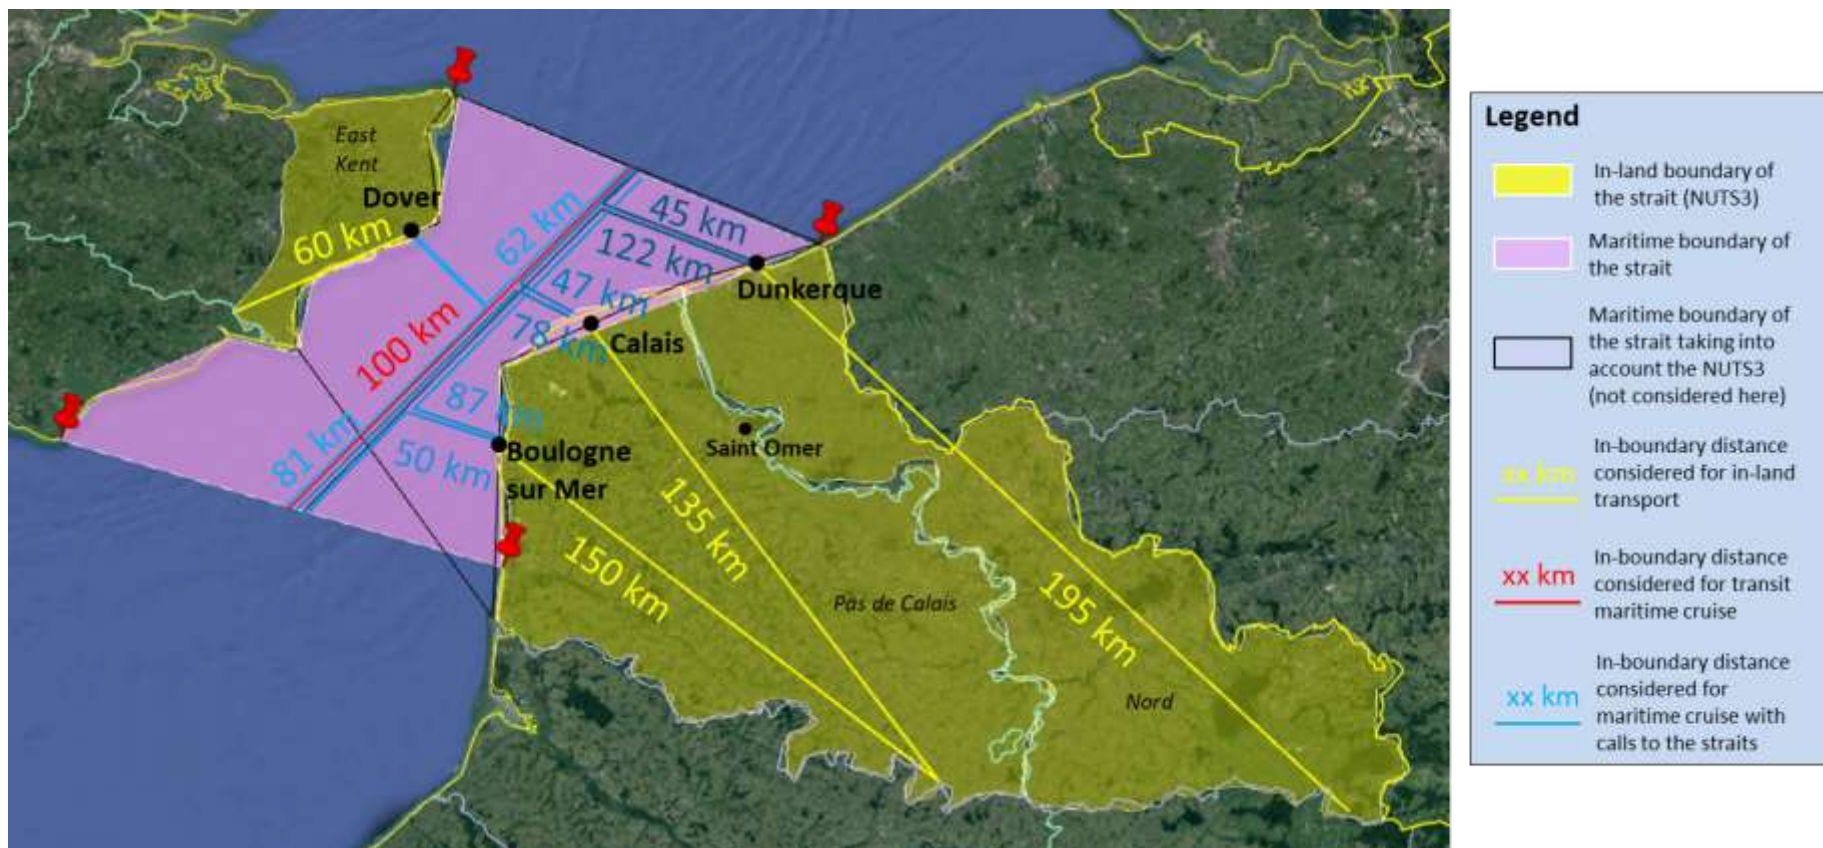 East
Kent
Dover
60 km
62 km
45 km
122 km
Dunkerque
47 km
78 km
Calais
100 km
87 km
81 km
50 km
Boulogne
sur Mer
Saint Omer
135 km
150 km
Pas de Calais
195 km
Nord
Legend
In-land boundary of
the strait (NUTS3)
Maritime boundary of
the strait
Maritime boundary of
the strait taking into
account the NUTS3
(not considered here)
xx km
In-boundary distance
considered for in-land
transport
xx km
In-boundary distance
considered for transit
maritime cruise
xx km
In-boundary distance
considered for
maritime cruise with
calls to the straits